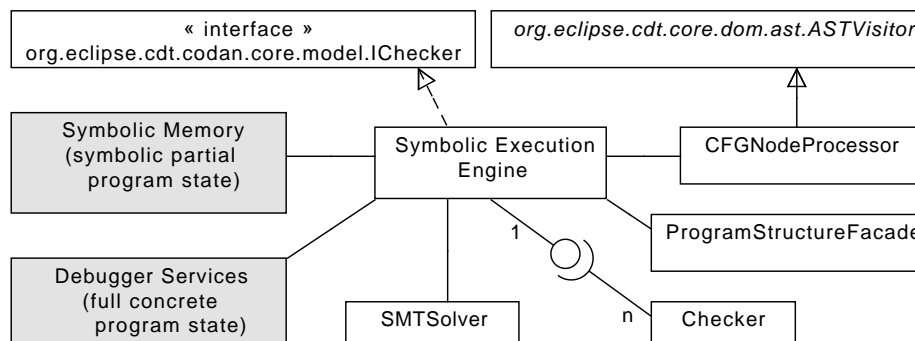 « interface »
org.eclipse.cdt.codan.core.model.IChecker
org.eclipse.cdt.core.dom.ast.ASTVisitor
Symbolic Memory
(symbolic partial
program state)
Symbolic Execution
Engine
CFGNodeProcessor
ProgramStructureFacade
Debugger Services
(full concrete
program state)
1
SMTSolver
n
Checker